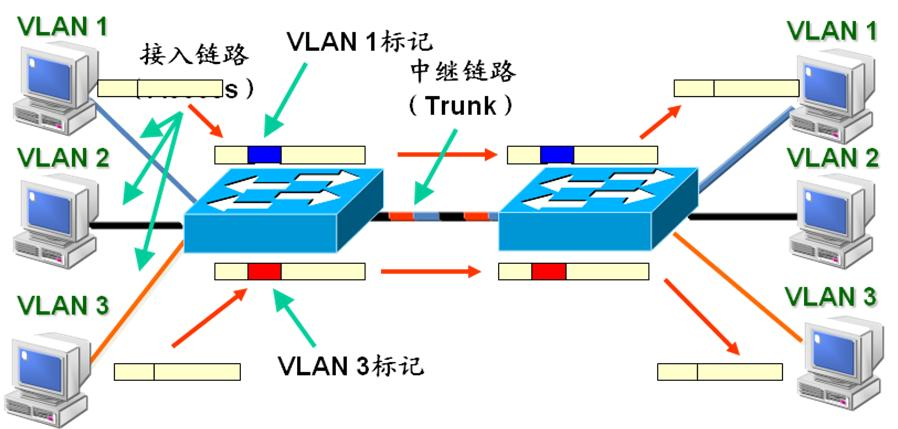 VLAN 1
接入链路
VLAN 1标记
中继链路
（Trunk）
VLAN 1
VLAN 2
VLAN 2
VLAN 3
VLAN 3标记
VLAN 3